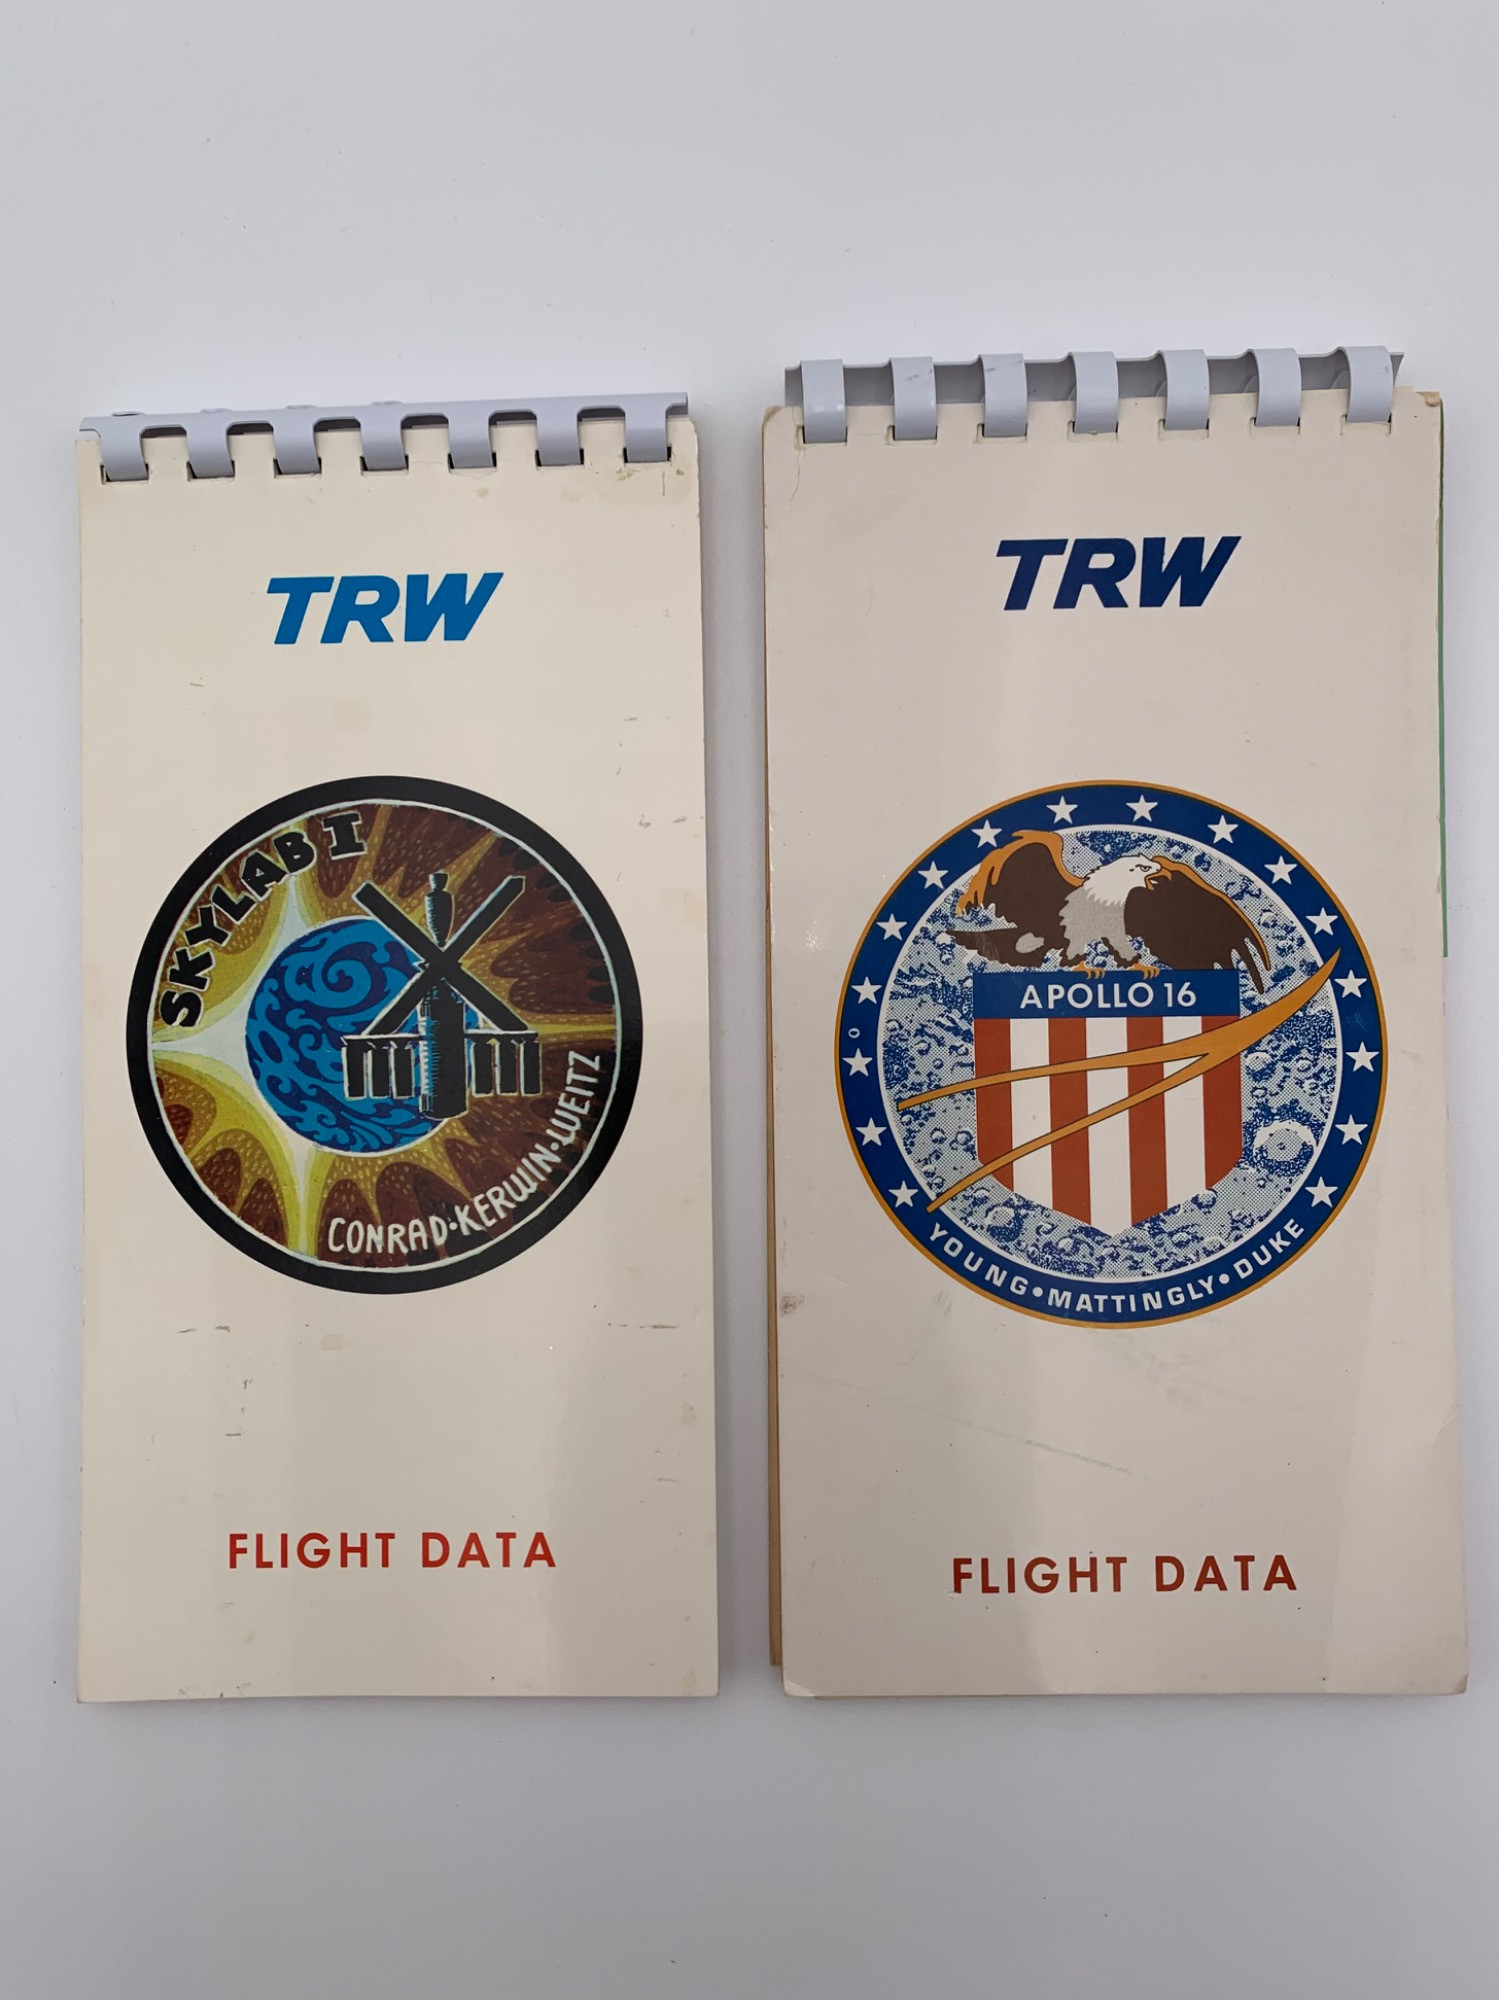 TRW
SKYLAB I
CONRAD·KERWIN·WEITZ
FLIGHT DATA
TRW
APOLLO 16
YOUNG•MATTINGLY•DUKE
FLIGHT DATA